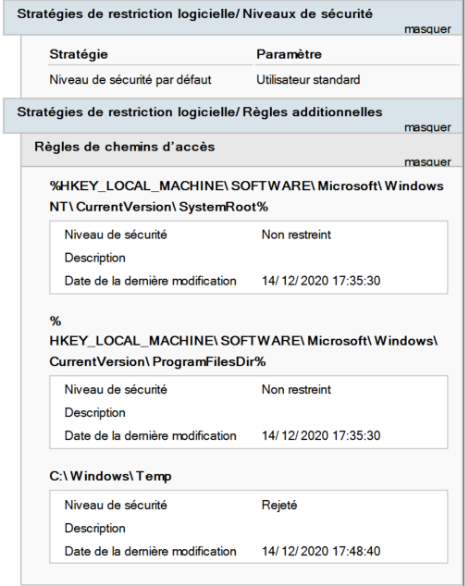 Stratégies de restriction logicielle/Niveaux de sécurité
masquer
Stratégie Paramètre
Niveau de sécurité par défaut Utilisateur standard
Stratégies de restriction logicielle/Règles additionnelles
masquer
Règles de chemins d'accès
masquer
%HKEY_LOCAL_MACHINE\SOFTWARE\Microsoft\Windows
NT\CurrentVersion\SystemRoot%
Niveau de sécurité Non restreint
Description
Date de la dernière modification 14/12/2020 17:35:30
%
HKEY_LOCAL_MACHINE\SOFTWARE\Microsoft\Windows\
CurrentVersion\ProgramFilesDir%
Niveau de sécurité Non restreint
Description
Date de la dernière modification 14/12/2020 17:35:30
C:\Windows\Temp
Niveau de sécurité Rejeté
Description
Date de la dernière modification 14/12/2020 17:48:40